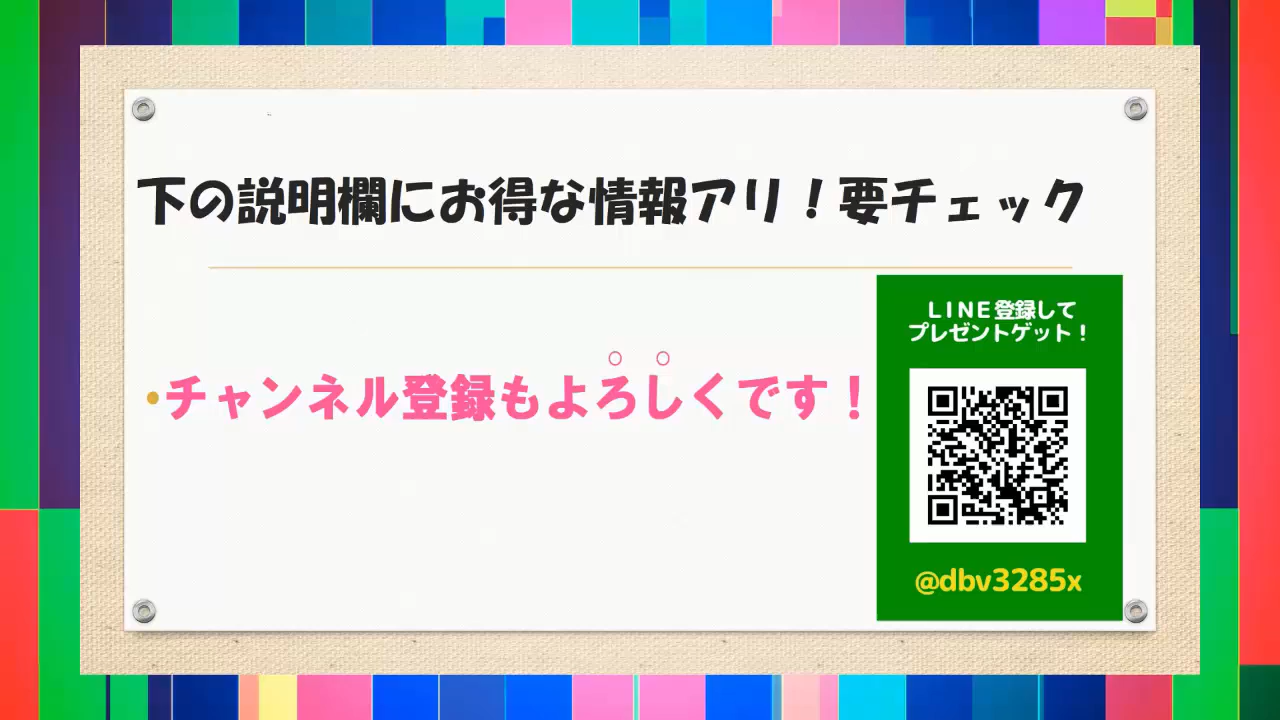 下の説明欄にお得な情報アリ！要チェック
•チャンネル登録もよろしくです！
LINE登録して
プレゼントゲット！
@dbv3285x